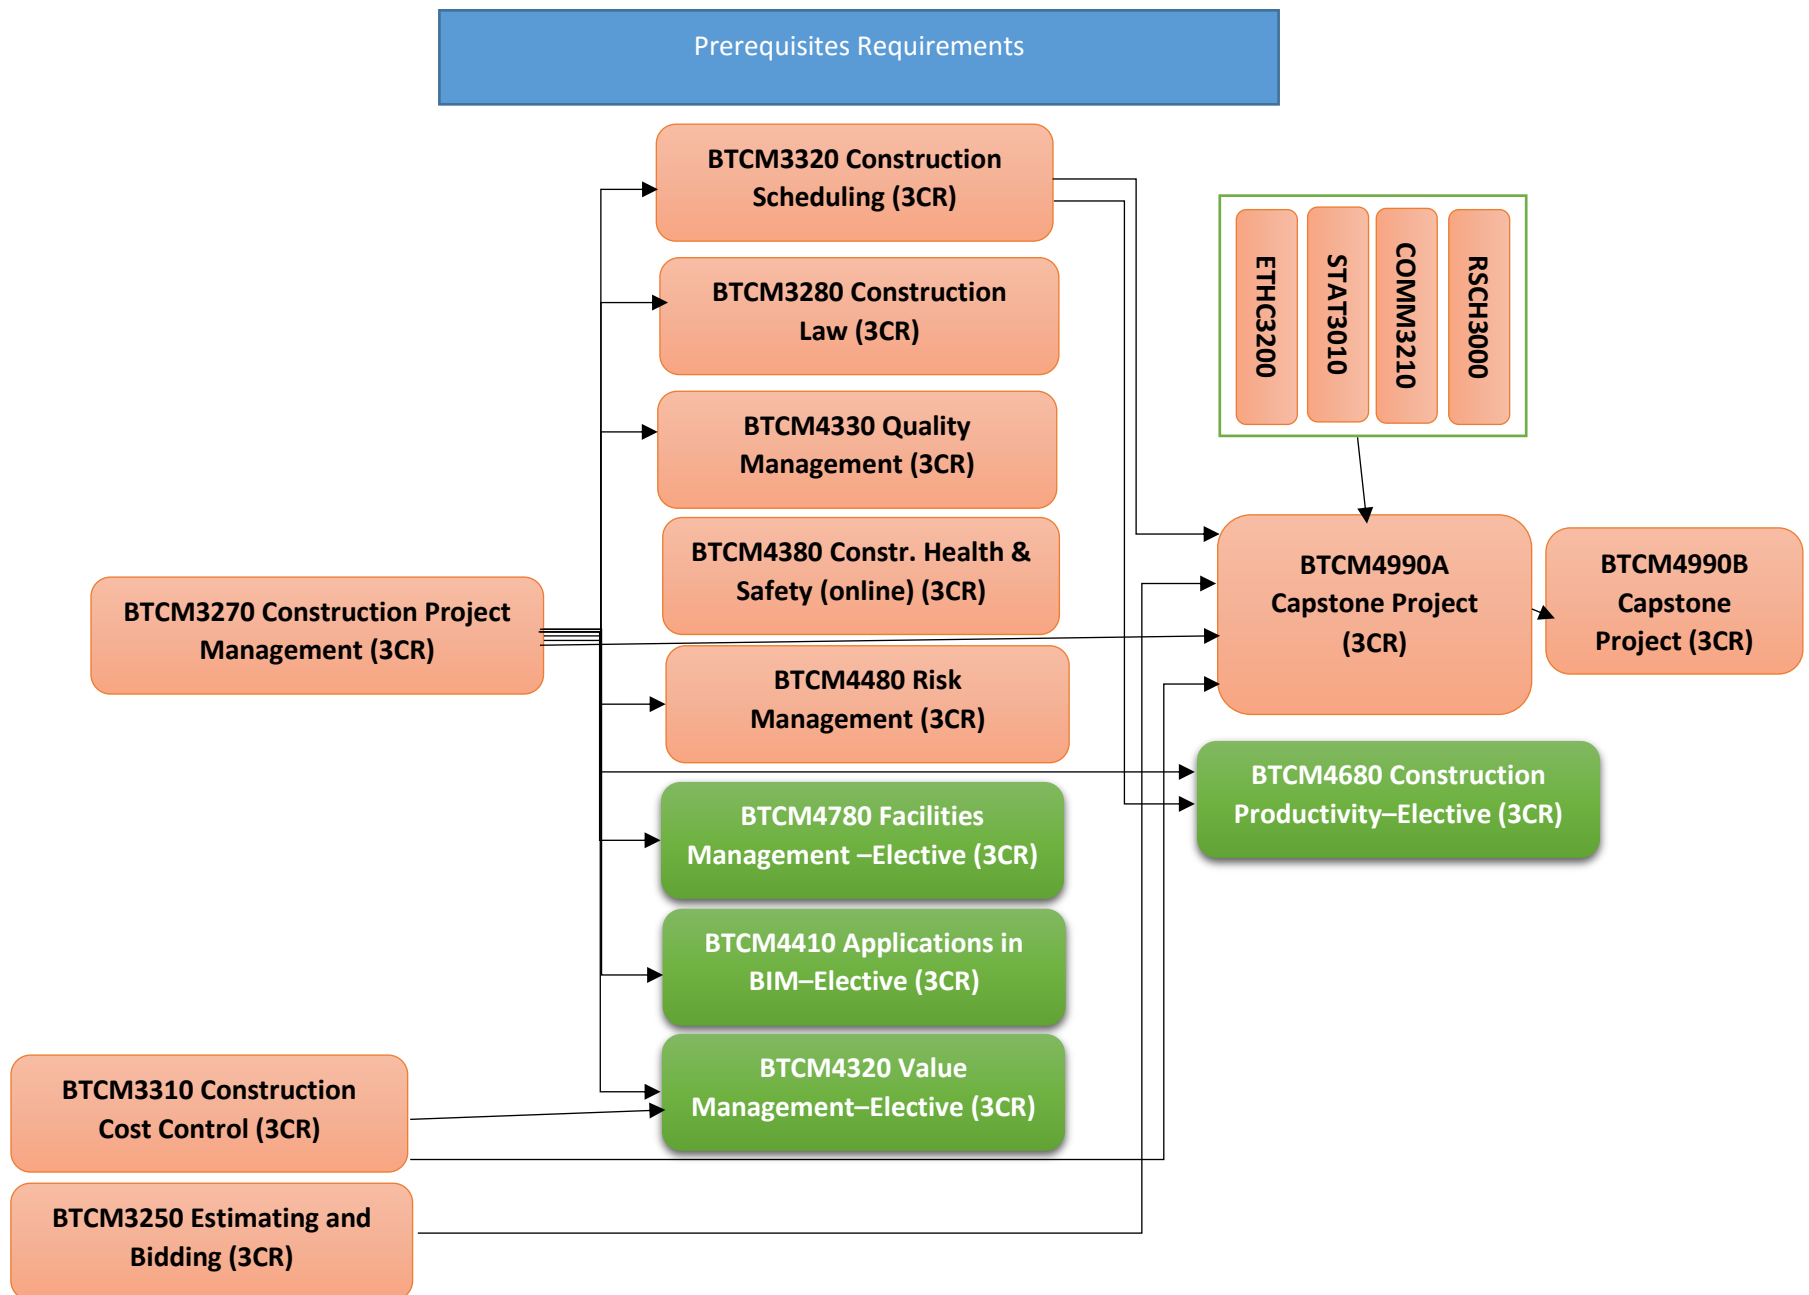 Prerequisites Requirements
BTCM3320 Construction
Scheduling (3CR)
BTCM3280 Construction
Law (3CR)
BTCM4330 Quality
Management (3CR)
BTCM4380 Constr. Health &
Safety (online) (3CR)
BTCM3270 Construction Project
Management (3CR)
BTCM4480 Risk
Management (3CR)
BTCM4780 Facilities
Management –Elective (3CR)
BTCM4410 Applications in
BIM–Elective (3CR)
BTCM4320 Value
Management–Elective (3CR)
BTCM3310 Construction
Cost Control (3CR)
BTCM3250 Estimating and
Bidding (3CR)
ETHC3200
STAT3010
COMM3210
RSCH3000
BTCM4990A
Capstone Project
(3CR)
BTCM4990B
Capstone
Project (3CR)
BTCM4680 Construction
Productivity–Elective (3CR)